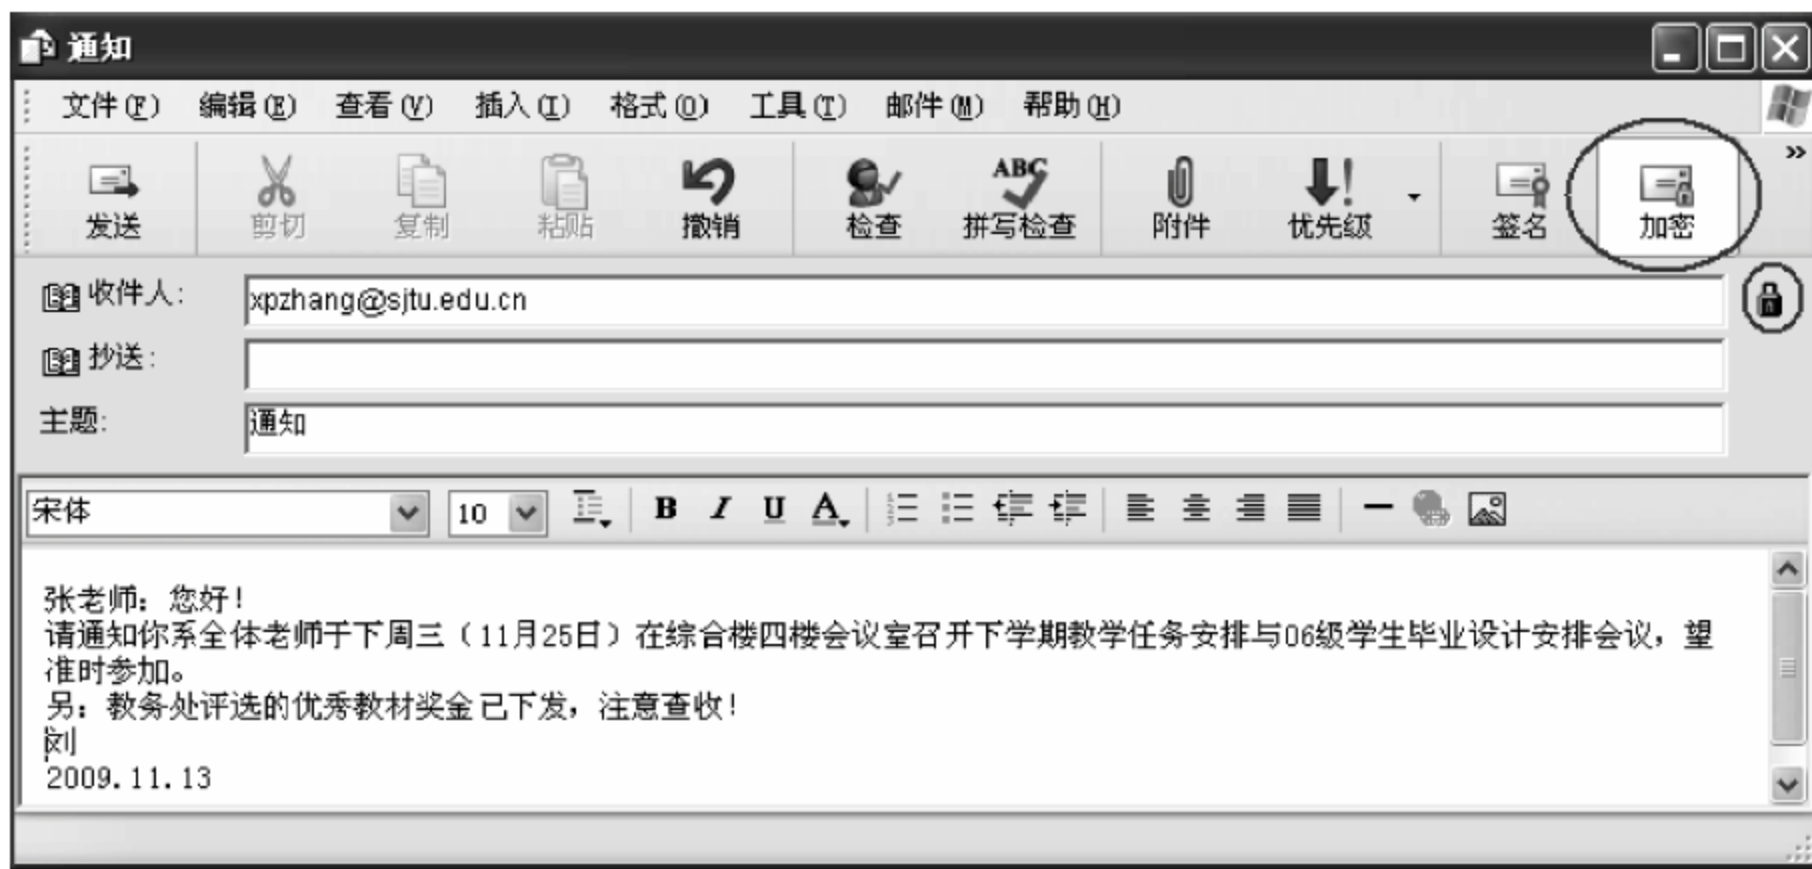 通知
文件(F) 编辑(E) 查看(V) 插入(I) 格式(O) 工具(T) 邮件(M) 帮助(H)
发送 剪切 复制 粘贴 撤销 检查 ABC 拼写检查 附件 优先级 签名 加密 »
收件人: xpzhang@sjtu.edu.cn
抄送:
主题: 通知
宋体 10 B I U A
张老师：您好！
请通知你系全体老师于下周三（11月25日）在综合楼四楼会议室召开下学期教学任务安排与06级学生毕业设计安排会议，望
准时参加。
另：教务处评选的优秀教材奖金已下发，注意查收！
刘
2009.11.13